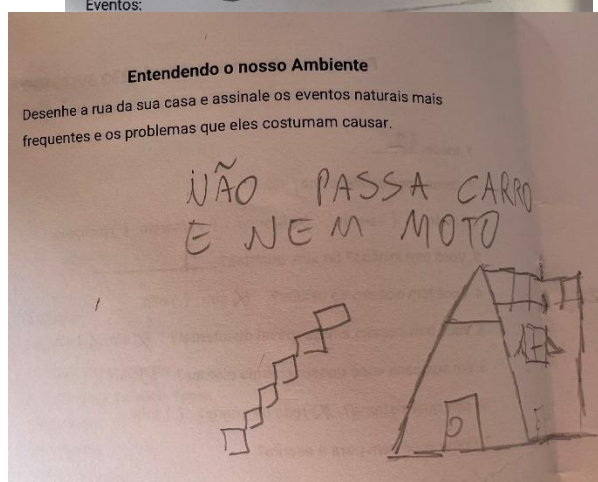 Eventos:
Entendendo o nosso Ambiente
Desenhe a rua da sua casa e assinale os eventos naturais mais
frequentes e os problemas que eles costumam causar.
NÃO PASSA CARRO
E NEM MOTO